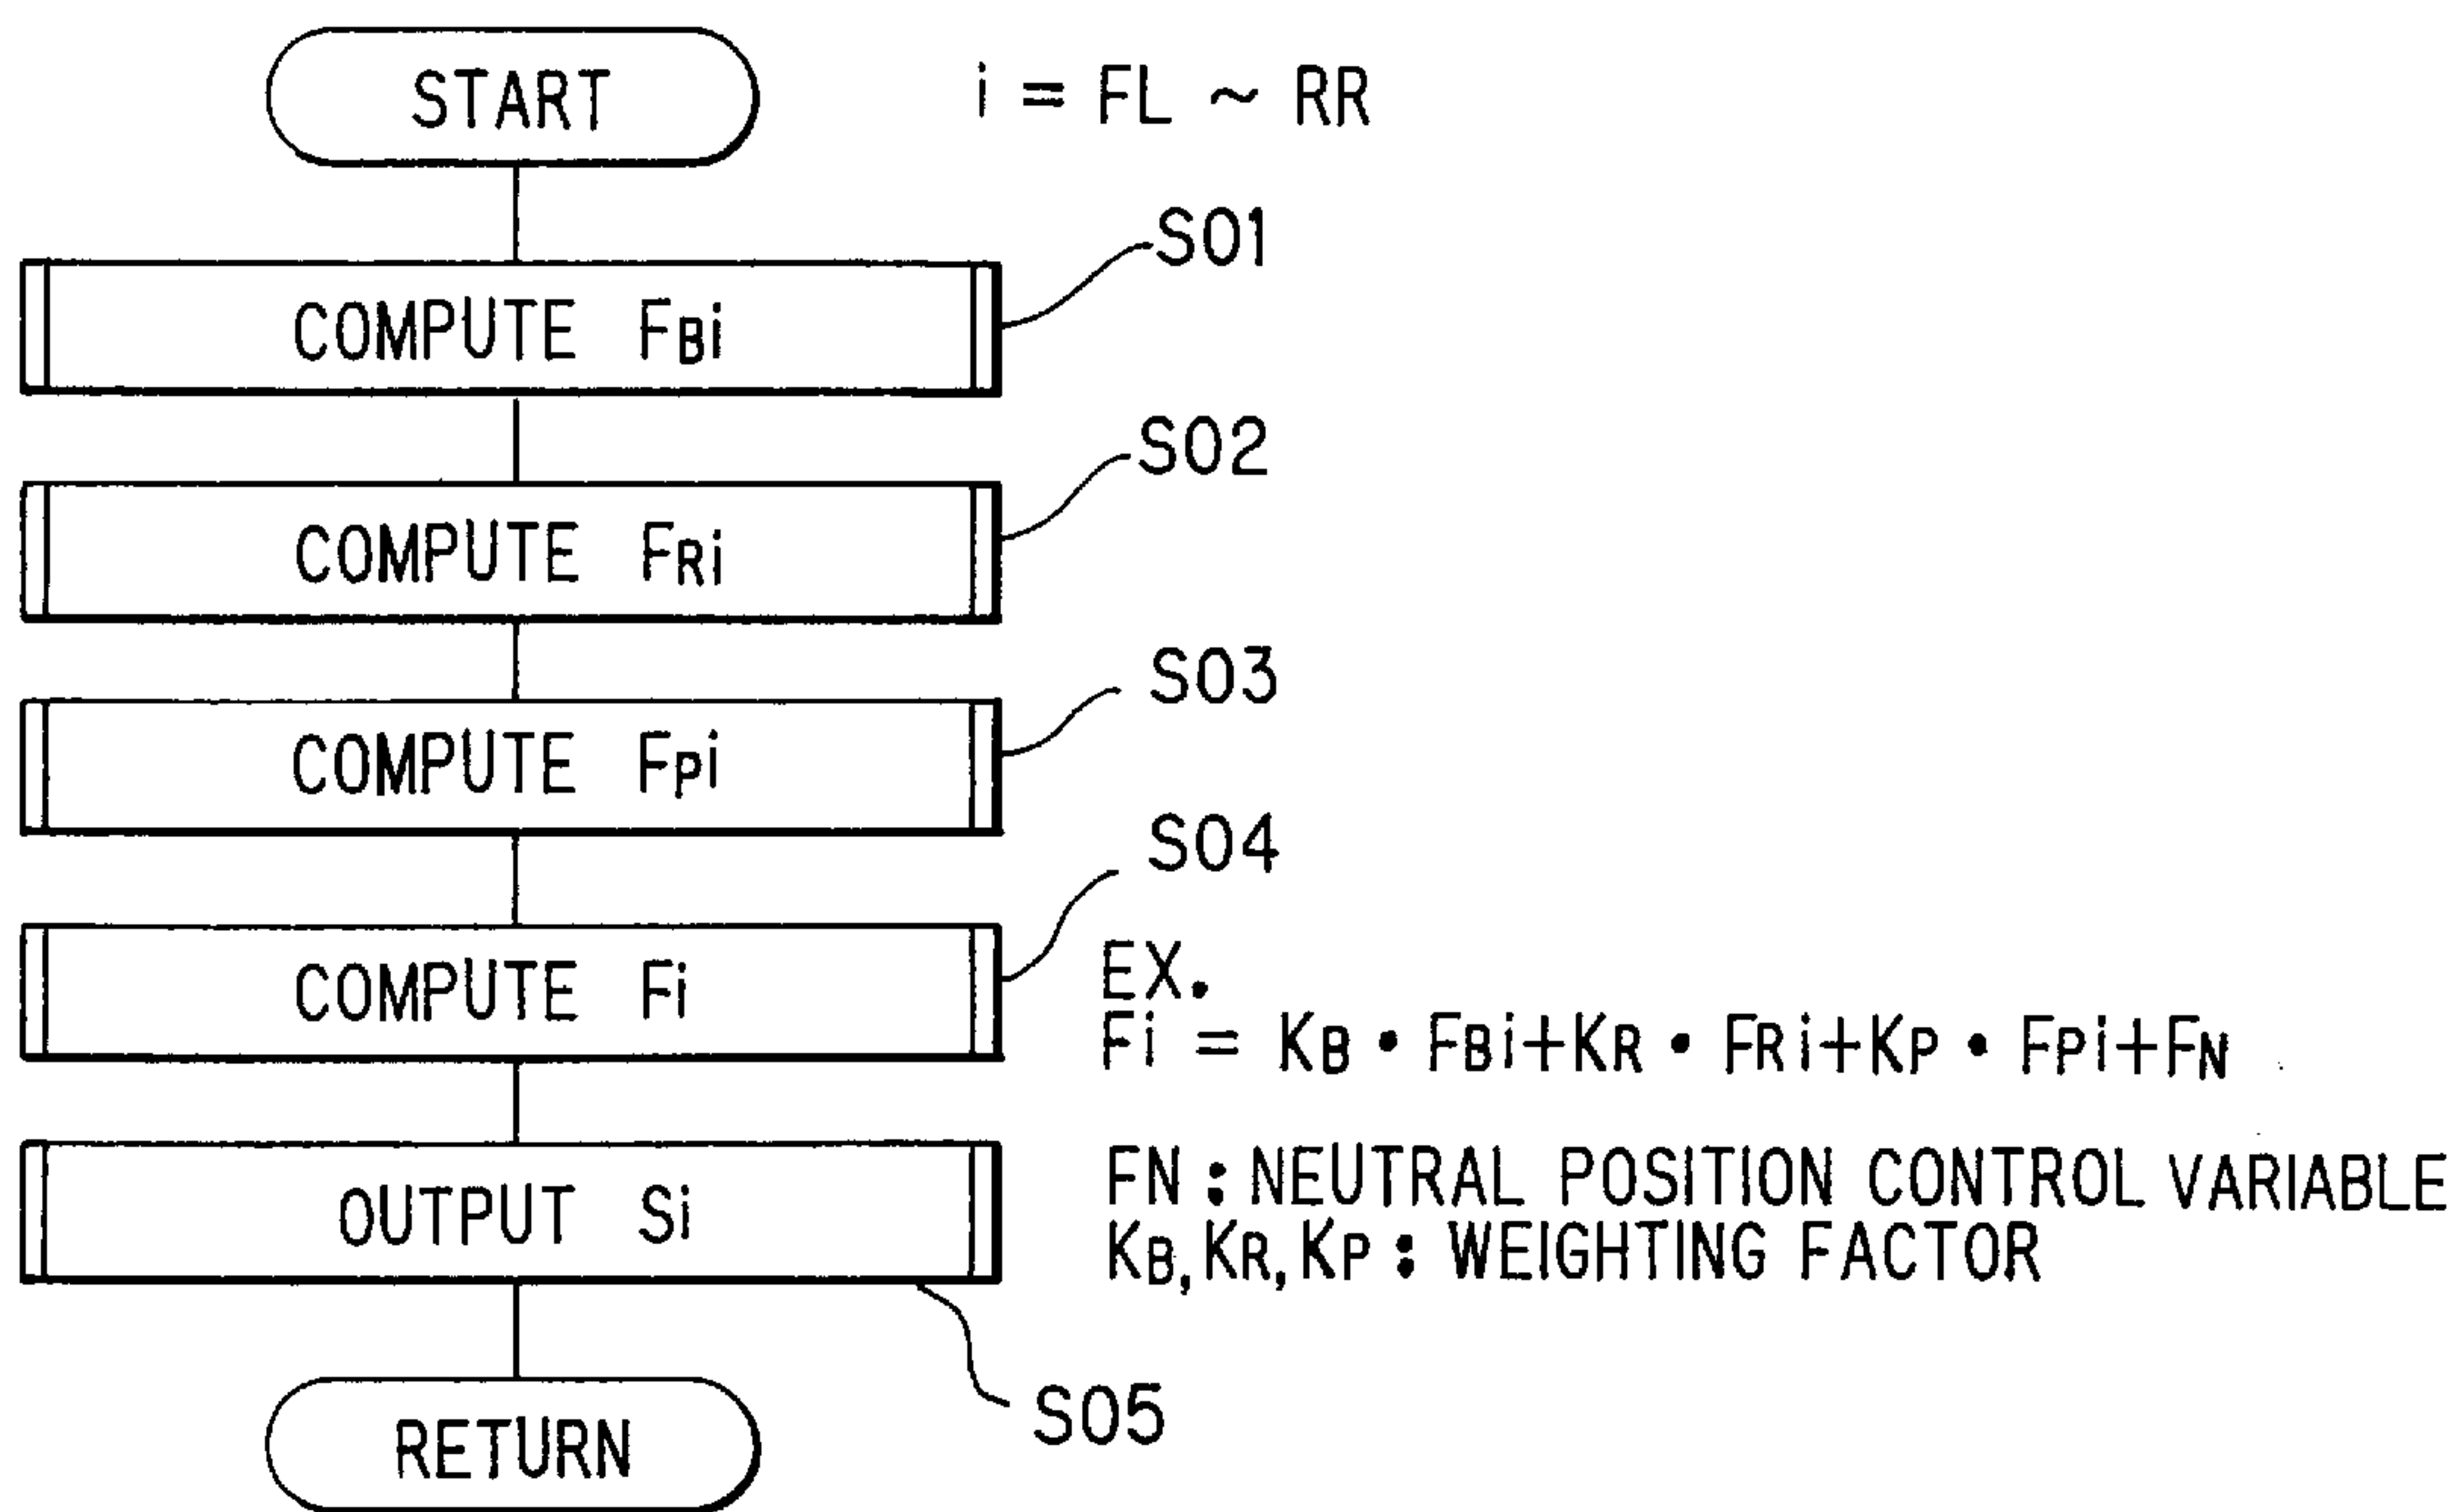 START
i = FL ~ RR
S01
COMPUTE FBi
S02
COMPUTE FRi
S03
COMPUTE FPi
S04
COMPUTE Fi
EX.
Fi = KB • FBi+KR • FRi+KP • FPi+FN
OUTPUT Si
FN : NEUTRAL POSITION CONTROL VARIABLE
KB,KR,KP : WEIGHTING FACTOR
S05
RETURN